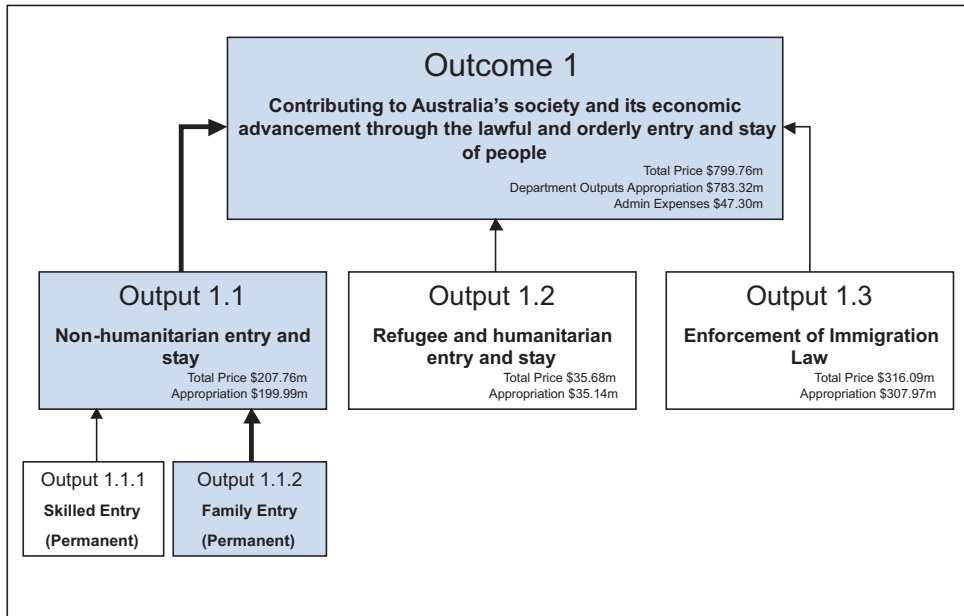 Outcome 1
Contributing to Australia’s society and its economic
advancement through the lawful and orderly entry and stay
of people
Total Price $799.76m
Department Outputs Appropriation $783.32m
Admin Expenses $47.30m
Output 1.1
Non-humanitarian entry and
stay
Total Price $207.76m
Appropriation $199.99m
Output 1.2
Refugee and humanitarian
entry and stay
Total Price $35.68m
Appropriation $35.14m
Output 1.3
Enforcement of Immigration
Law
Total Price $316.09m
Appropriation $307.97m
Output 1.1.1
Skilled Entry
(Permanent)
Output 1.1.2
Family Entry
(Permanent)